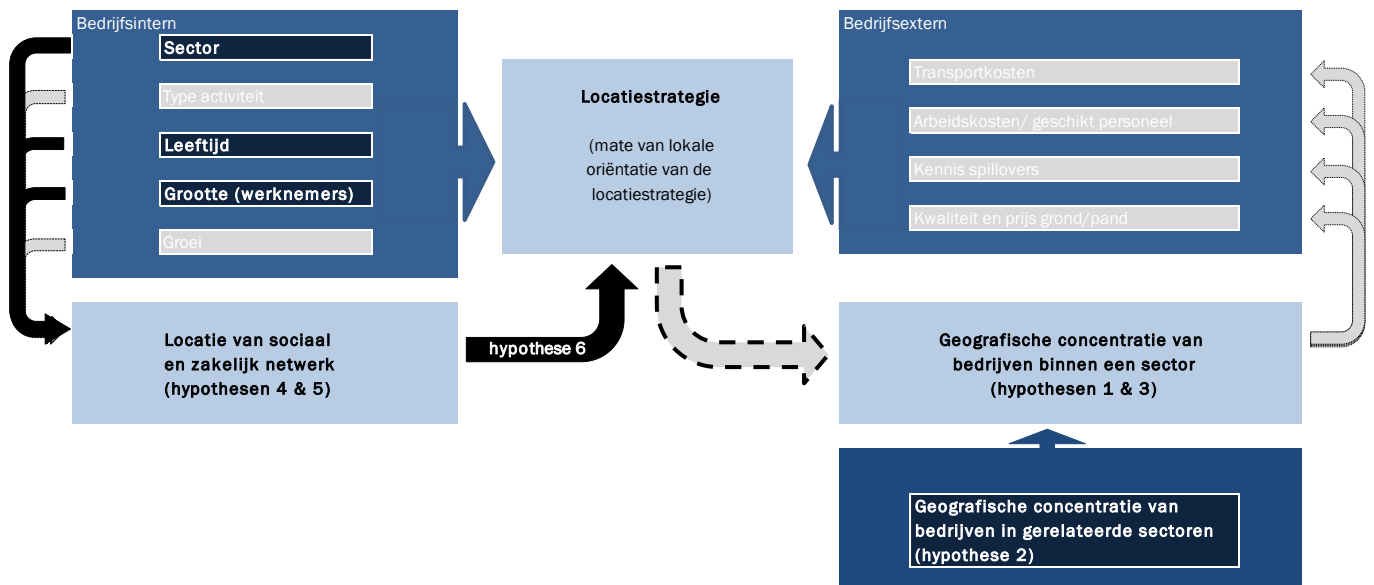 Bedrijfsintern
Sector
Type activiteit
Leeftijd
Grootte (werknemers)
Groei
Locatiestrategie
(mate van lokale
oriëntatie van de
locatiestrategie)
Bedrijfsextern
Transportkosten
Arbeidskosten/ geschikt personeel
Kennis spillovers
Kwaliteit en prijs grond/pand
Locatie van sociaal
en zakelijk netwerk
(hypothesen 4 & 5)
hypothese 6
Geografische concentratie van
bedrijven binnen een sector
(hypothesen 1 & 3)
Geografische concentratie van
bedrijven in gerelateerde sectoren
(hypothese 2)